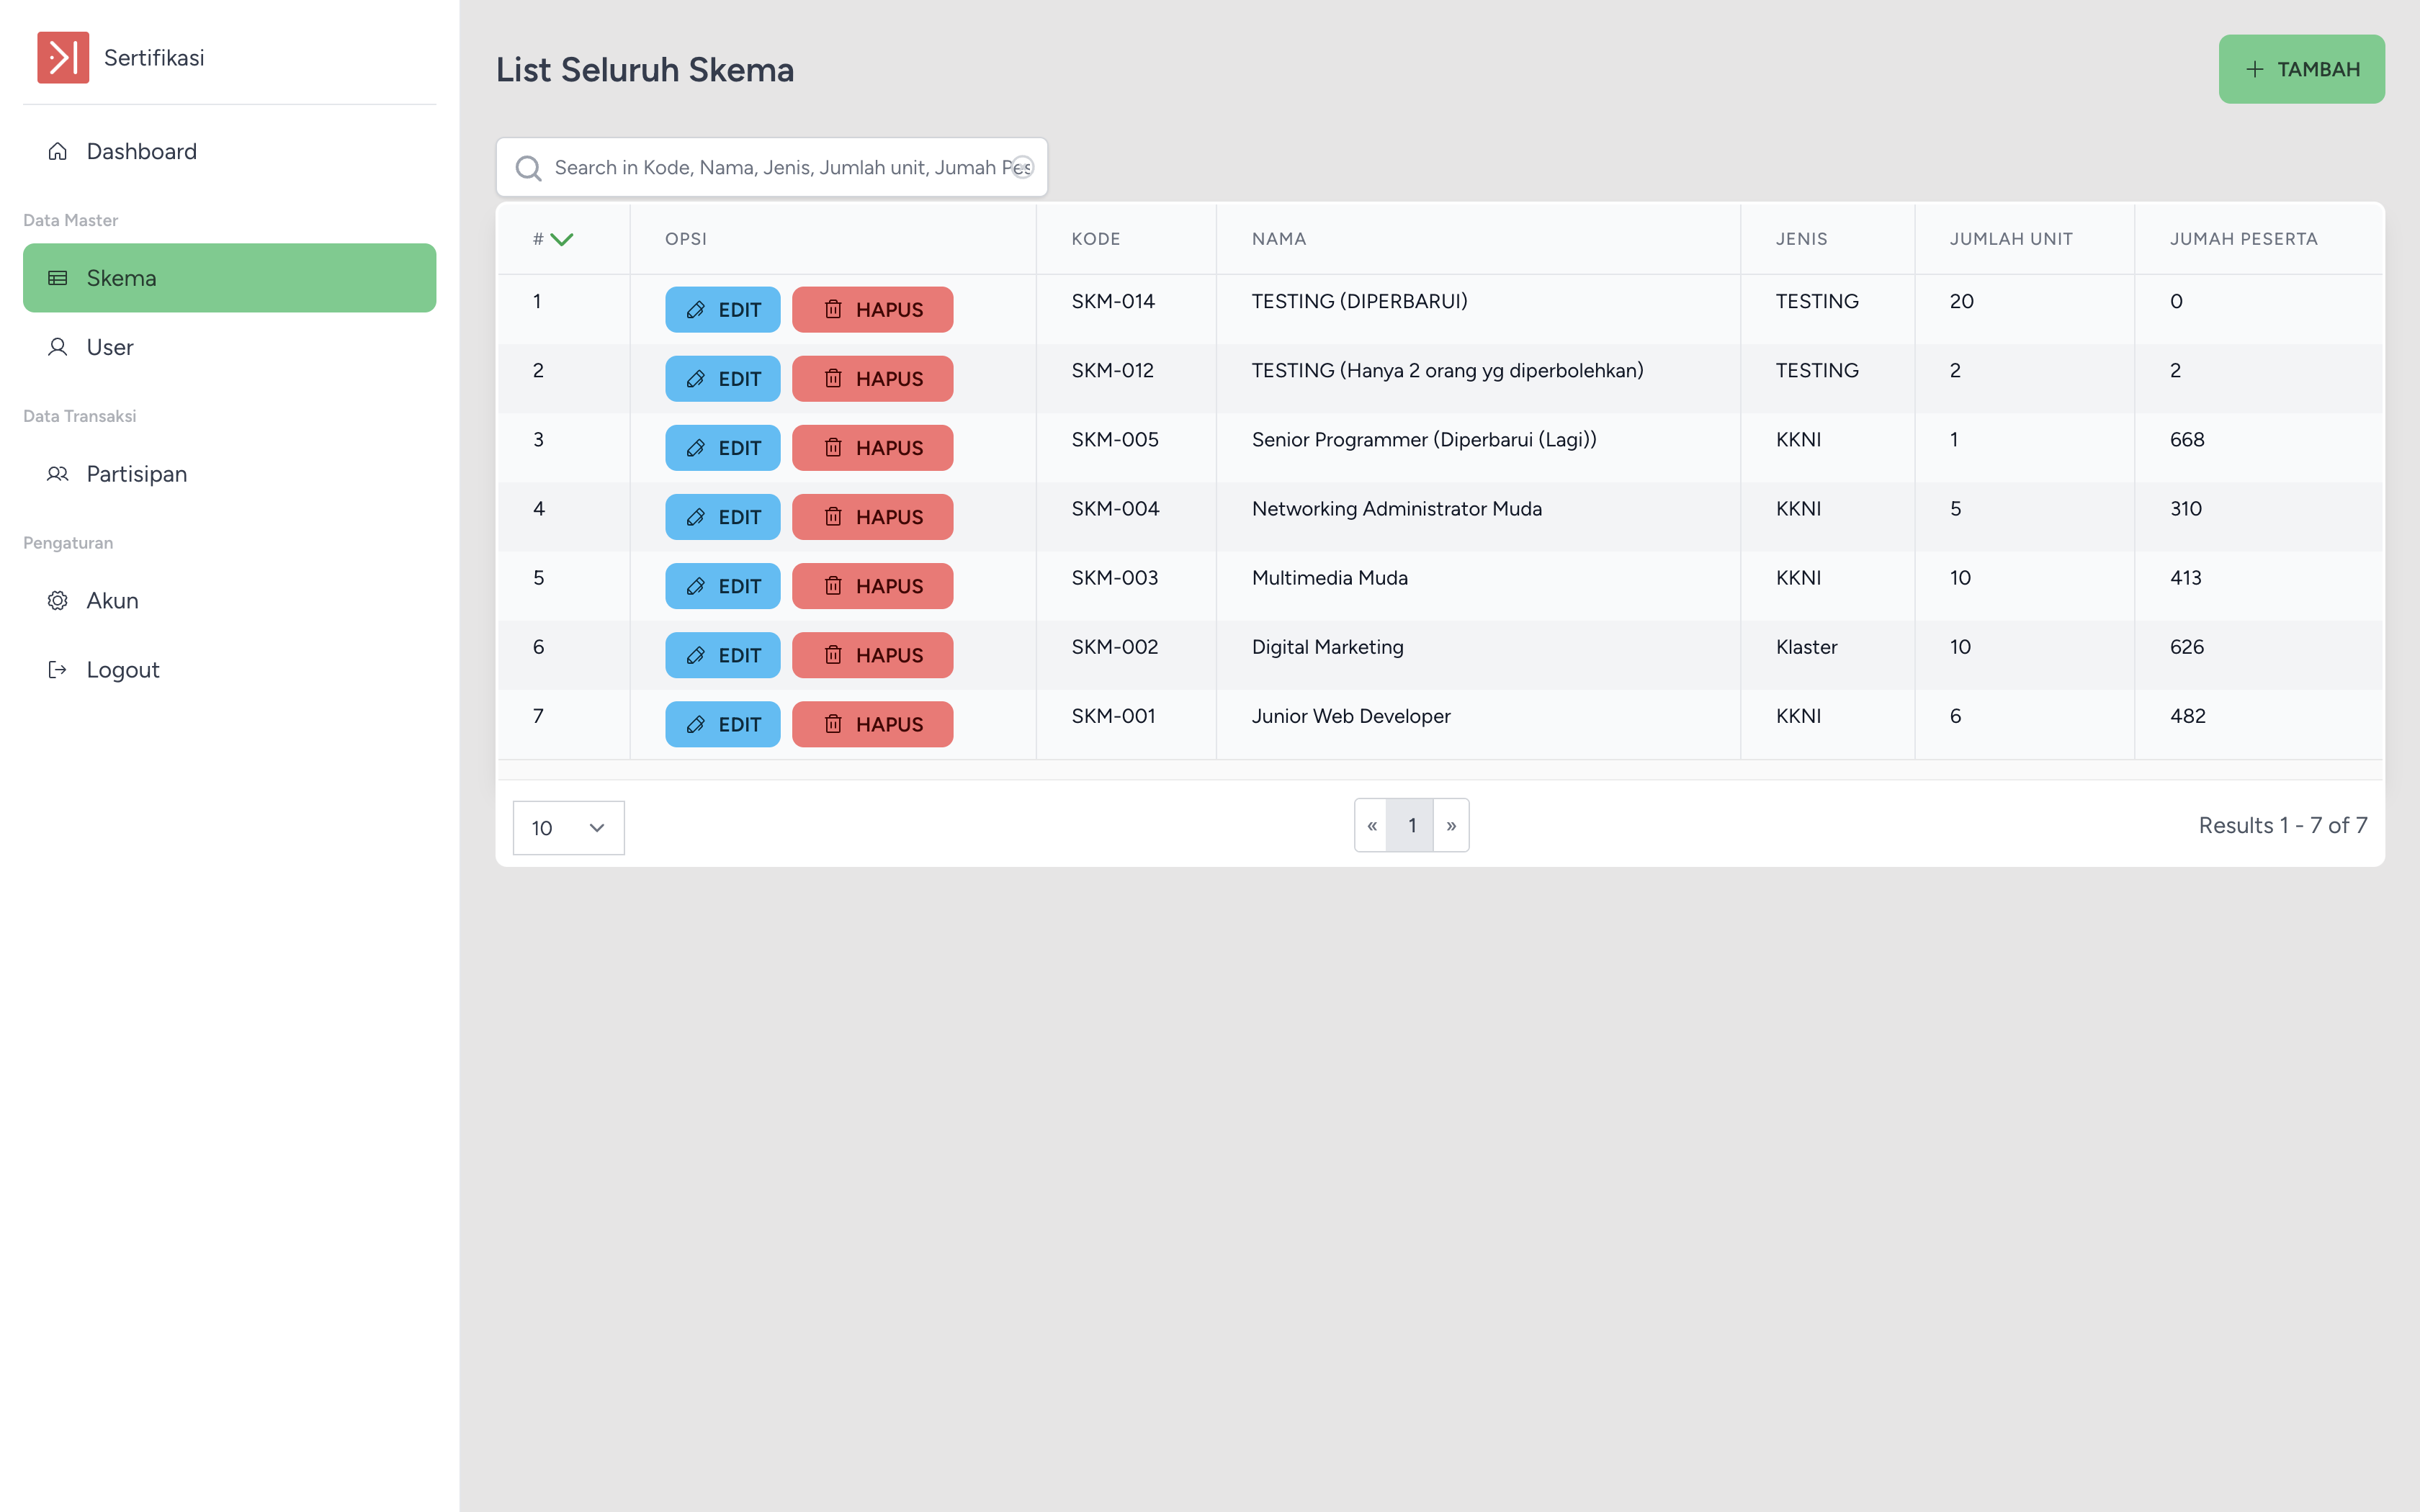 Sertifikasi
Dashboard
Data Master
Skema
User
Data Transaksi
Partisipan
Pengaturan
Akun
Logout
List Seluruh Skema
+ TAMBAH
Search in Kode, Nama, Jenis, Jumlah unit, Jumah Pes
# OPSI KODE NAMA JENIS JUMLAH UNIT JUMAH PESERTA
1 EDIT HAPUS SKM-014 TESTING (DIPERBARUI) TESTING 20 0
2 EDIT HAPUS SKM-012 TESTING (Hanya 2 orang yg diperbolehkan) TESTING 2 2
3 EDIT HAPUS SKM-005 Senior Programmer (Diperbarui (Lagi)) KKNI 1 668
4 EDIT HAPUS SKM-004 Networking Administrator Muda KKNI 5 310
5 EDIT HAPUS SKM-003 Multimedia Muda KKNI 10 413
6 EDIT HAPUS SKM-002 Digital Marketing Klaster 10 626
7 EDIT HAPUS SKM-001 Junior Web Developer KKNI 6 482
10 « 1 » Results 1 - 7 of 7